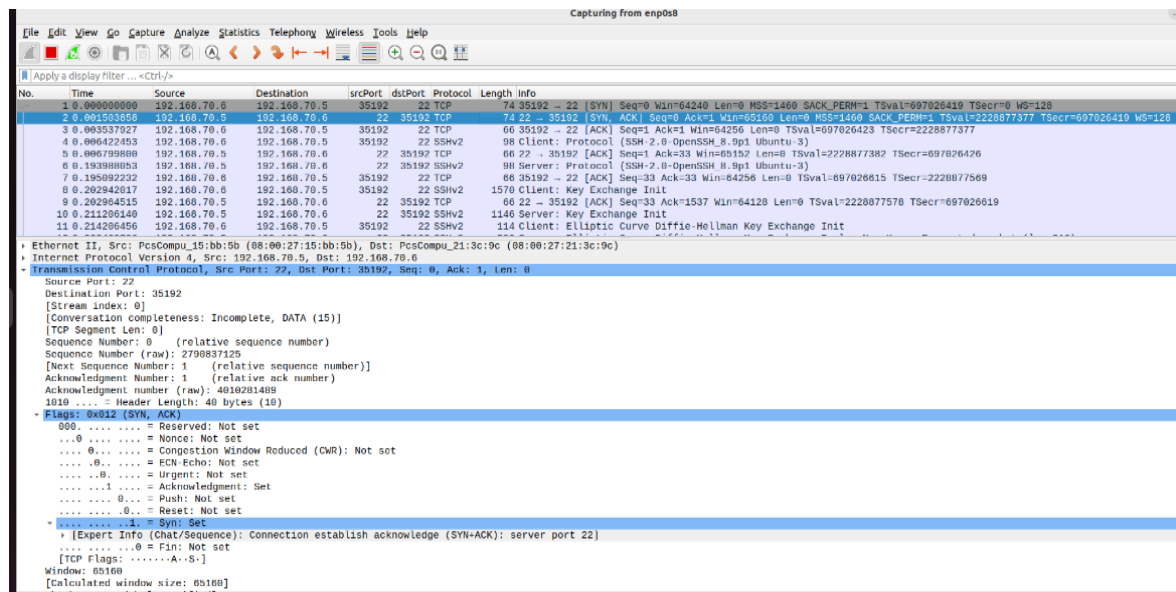 Capturing from enp0s8
File Edit View Go Capture Analyze Statistics Telephony Wireless Tools Help
Apply a display filter ... <Ctrl-/>
No. Time Source Destination srcPort dstPort Protocol Length Info
1 0.000000000 192.168.70.6 192.168.70.5 35192 22 TCP 74 35192 → 22 [SYN] Seq=0 Win=64240 Len=0 MSS=1460 SACK_PERM=1 TSval=697026419 TSecr=0 WS=128
2 0.001503858 192.168.70.5 192.168.70.6 22 35192 TCP 74 22 → 35192 [SYN, ACK] Seq=0 Ack=1 Win=65160 Len=0 MSS=1460 SACK_PERM=1 TSval=2228877377 TSecr=697026419 WS=128
3 0.003537927 192.168.70.6 192.168.70.5 35192 22 TCP 66 35192 → 22 [ACK] Seq=1 Ack=1 Win=64256 Len=0 TSval=697026423 TSecr=2228877377
4 0.006422453 192.168.70.6 192.168.70.5 35192 22 SSHv2 98 Client: Protocol (SSH-2.0-OpenSSH_8.9p1 Ubuntu-3)
5 0.006799800 192.168.70.5 192.168.70.6 22 35192 TCP 66 22 → 35192 [ACK] Seq=1 Ack=33 Win=65152 Len=0 TSval=2228877382 TSecr=697026426
6 0.193988053 192.168.70.5 192.168.70.6 22 35192 SSHv2 98 Server: Protocol (SSH-2.0-OpenSSH_8.9p1 Ubuntu-3)
7 0.195092232 192.168.70.6 192.168.70.5 35192 22 TCP 66 35192 → 22 [ACK] Seq=33 Ack=33 Win=64256 Len=0 TSval=697026615 TSecr=2228877569
8 0.202942017 192.168.70.6 192.168.70.5 35192 22 SSHv2 1570 Client: Key Exchange Init
9 0.202964515 192.168.70.5 192.168.70.6 22 35192 TCP 66 22 → 35192 [ACK] Seq=33 Ack=1537 Win=64128 Len=0 TSval=2228877578 TSecr=697026619
10 0.211206140 192.168.70.5 192.168.70.6 22 35192 SSHv2 1146 Server: Key Exchange Init
11 0.214206456 192.168.70.6 192.168.70.5 35192 22 SSHv2 114 Client: Elliptic Curve Diffie-Hellman Key Exchange Init
Ethernet II, Src: PcsCompu_15:bb:5b (08:00:27:15:bb:5b), Dst: PcsCompu_21:3c:9c (08:00:27:21:3c:9c)
Internet Protocol Version 4, Src: 192.168.70.5, Dst: 192.168.70.6
Transmission Control Protocol, Src Port: 22, Dst Port: 35192, Seq: 0, Ack: 1, Len: 0
Source Port: 22
Destination Port: 35192
[Stream index: 0]
[Conversation completeness: Incomplete, DATA (15)]
[TCP Segment Len: 0]
Sequence Number: 0 (relative sequence number)
Sequence Number (raw): 2790837125
[Next Sequence Number: 1 (relative sequence number)]
Acknowledgment Number: 1 (relative ack number)
Acknowledgment number (raw): 4010281489
1010 .... = Header Length: 40 bytes (10)
Flags: 0x012 (SYN, ACK)
000. .... .... = Reserved: Not set
...0 .... .... = Nonce: Not set
.... 0... .... = Congestion Window Reduced (CWR): Not set
.... .0.. .... = ECN-Echo: Not set
.... ..0. .... = Urgent: Not set
.... ...1 .... = Acknowledgment: Set
.... .... 0... = Push: Not set
.... .... .0.. = Reset: Not set
.... .... ..1. = Syn: Set
[Expert Info (Chat/Sequence): Connection establish acknowledge (SYN+ACK): server port 22]
.... .... ...0 = Fin: Not set
[TCP Flags: ·······A··S·]
Window: 65160
[Calculated window size: 65160]